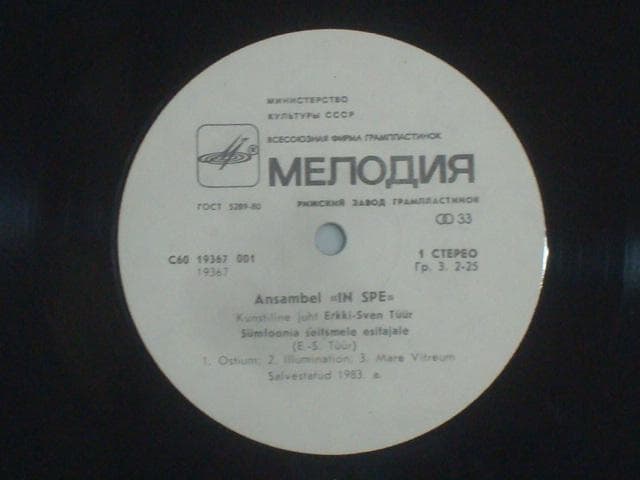 МИНИСТЕРСТВО
КУЛЬТУРЫ СССР
ВСЕСОЮЗНАЯ ФИРМА ГРАМПЛАСТИНОК
®
МЕЛОДИЯ
ГОСТ 5289-80
РИЖСКИЙ ЗАВОД ГРАМПЛАСТИНОК
33
С60 19367 001
1 СТЕРЕО
19367
Гр. 3. 2-25
Ansambel «IN SPE»
Kunstiline juht Erkki-Sven Tüür
Sümfoonia seitsmele esitajale
(E.-S. Tüür)
1. Ostium; 2. Illumination; 3. Mare Vitreum
Salvestatud 1983. a.